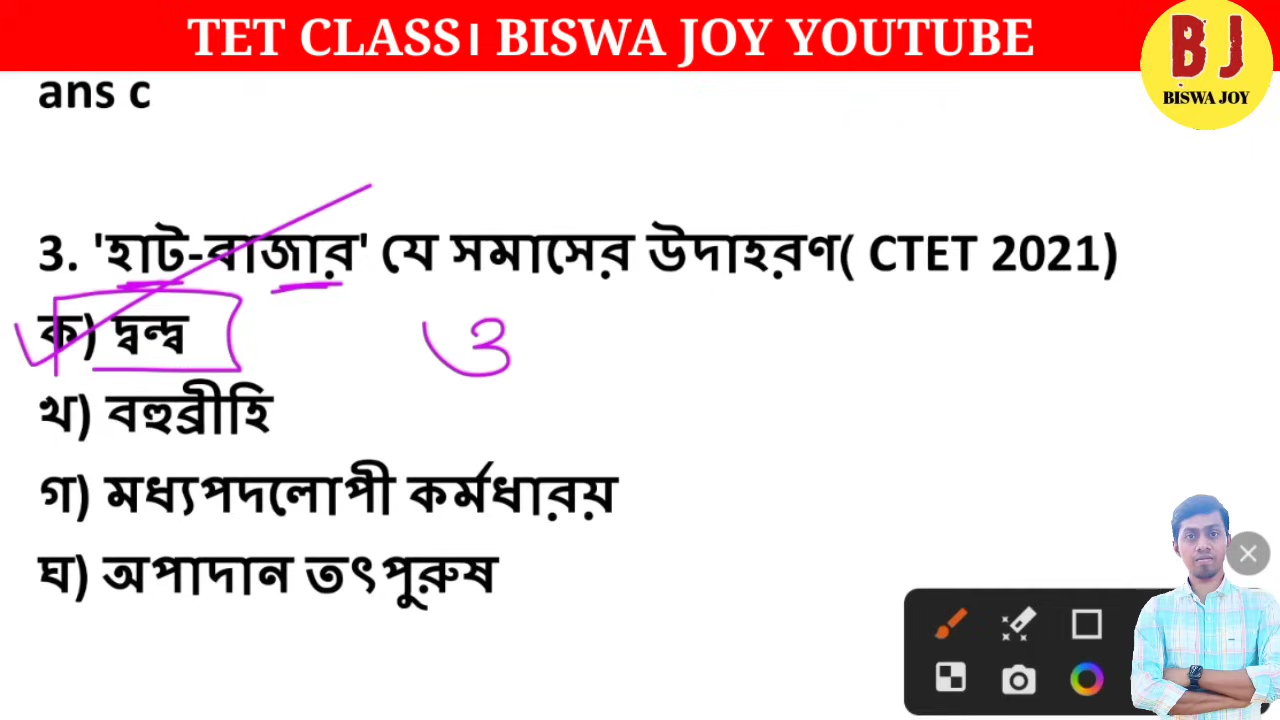 TET CLASS। BISWA JOY YOUTUBE
BJ
BISWA JOY
ans c
3. 'হাট-বাজার' যে সমাসের উদাহরণ( CTET 2021)
ক) দ্বন্দ্ব
ও
খ) বহুব্রীহি
গ) মধ্যপদলোপী কর্মধারয়
ঘ) অপাদান তৎপুরুষ